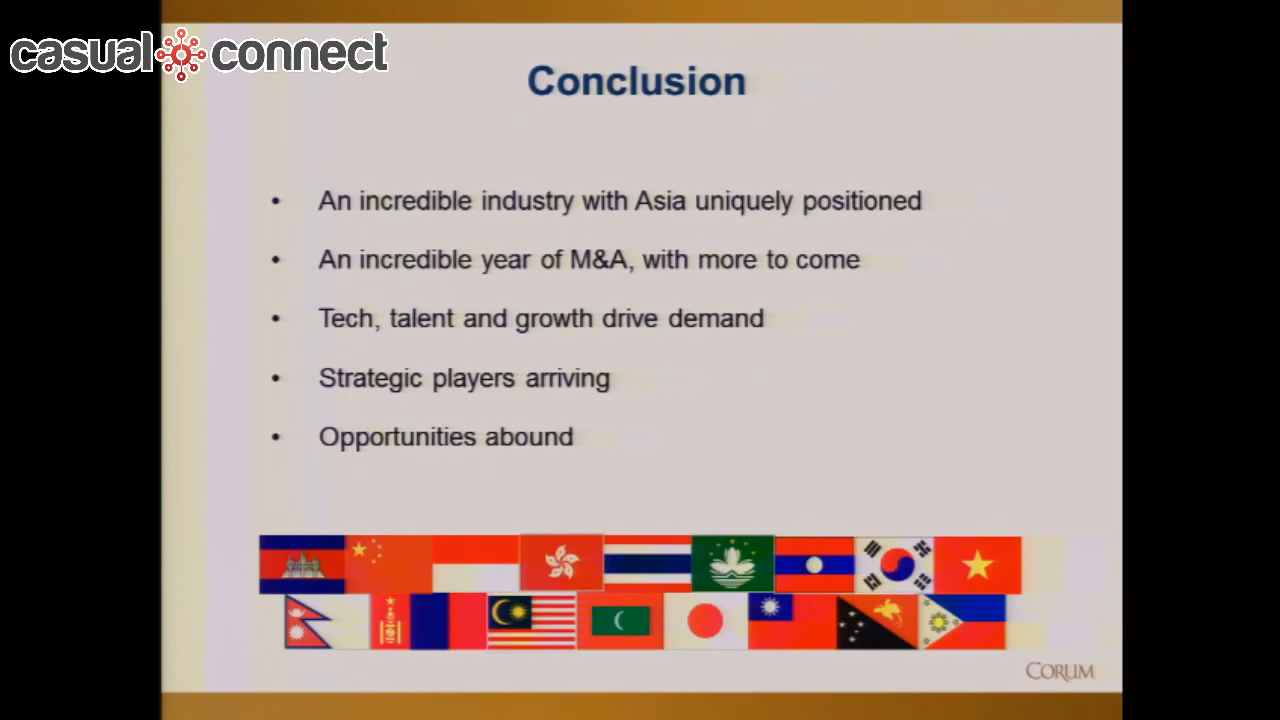 casual connect
Conclusion
• An incredible industry with Asia uniquely positioned
• An incredible year of M&A, with more to come
• Tech, talent and growth drive demand
• Strategic players arriving
• Opportunities abound
CORUM